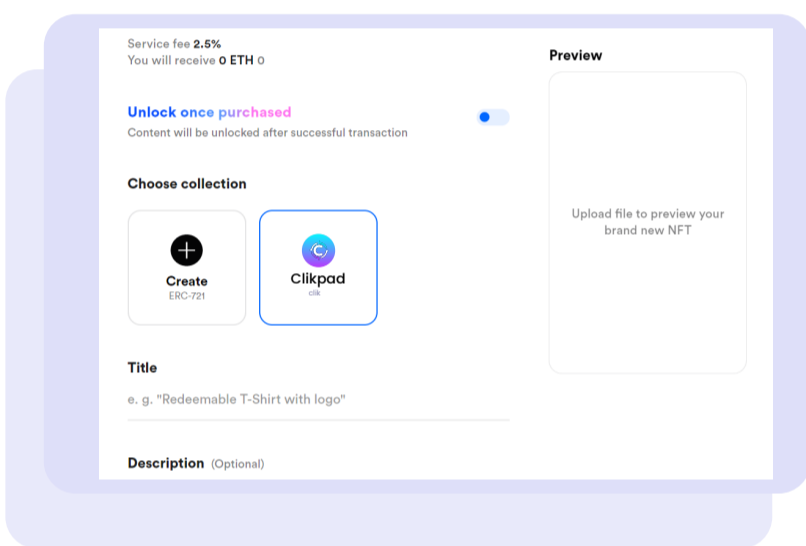 Service fee 2.5%
You will receive 0 ETH 0
Unlock once purchased
Content will be unlocked after successful transaction
Choose collection
Create
ERC-721
Clikpad
clik
Title
e. g. "Redeemable T-Shirt with logo"
Description (Optional)
Preview
Upload file to preview your
brand new NFT